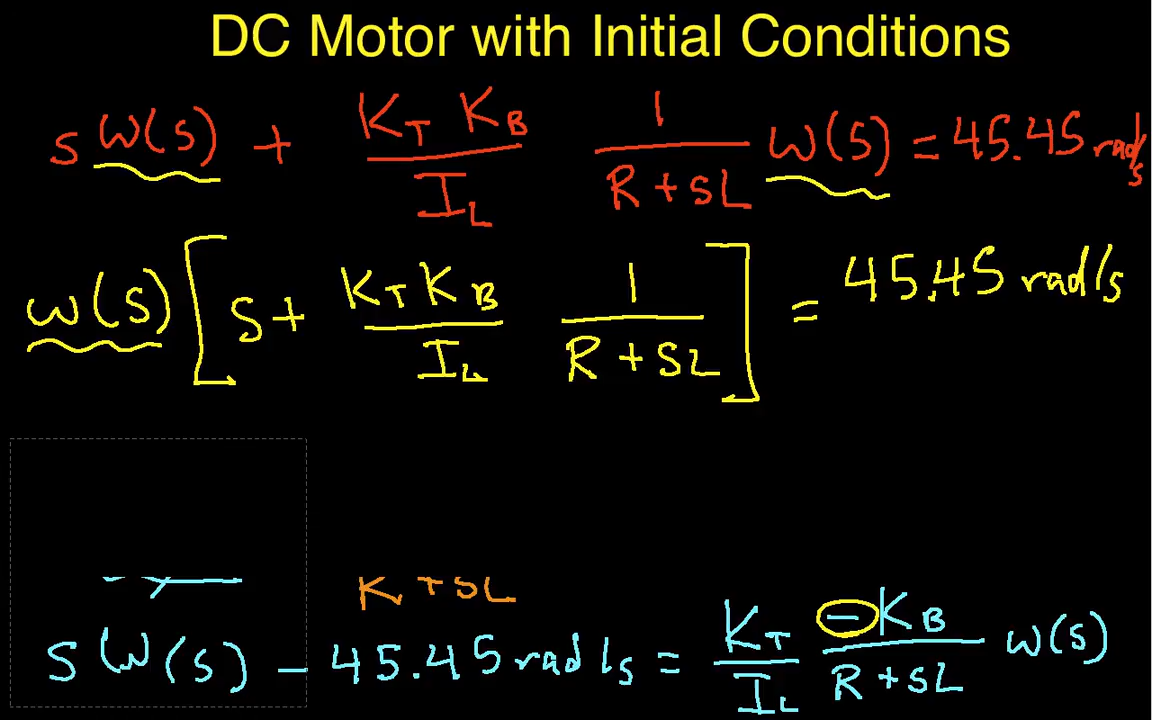 DC Motor with Initial Conditions
s W(s) + K_T K_B / I_L 1 / R + sL W(s) = 45.45 rad/s
W(s) [ s + K_T K_B / I_L 1 / R + sL ] = 45.45 rad/s
R + sL
s W(s) - 45.45 rad/s = K_T / I_L -K_B / R + sL W(s)